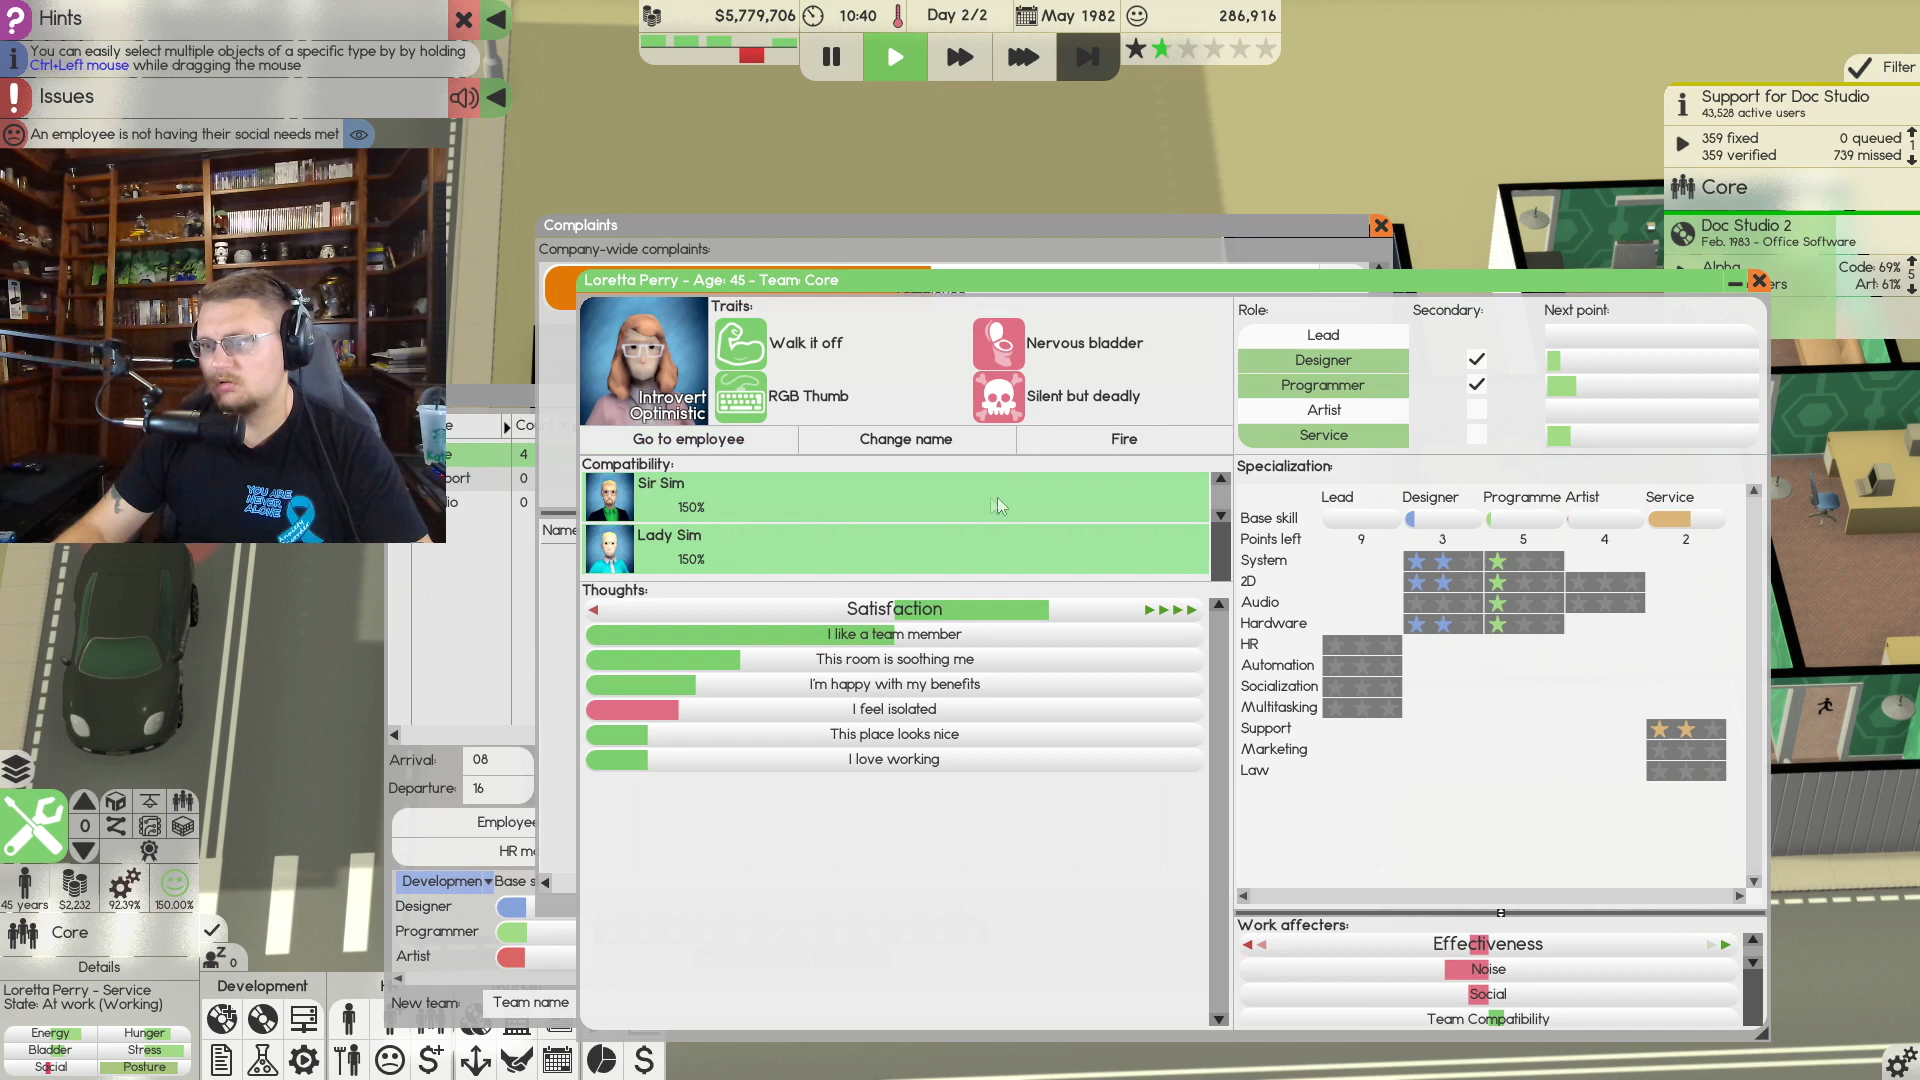 Hints
You can easily select multiple objects of a specific type by by holding
Ctrl+Left mouse while dragging the mouse
Issues
An employee is not having their social needs met
$5,779,706
10:40
Day 2/2
May 1982
286,916
Filter
Support for Doc Studio
43,528 active users
359 fixed
0 queued
359 verified
739 missed
1
Core
Doc Studio 2
Feb. 1983 - Office Software
Alpha
Code: 69%
Art: 61%
5
Complaints
Company-wide complaints:
Loretta Perry - Age: 45 - Team: Core
Traits:
Walk it off
Nervous bladder
RGB Thumb
Silent but deadly
Introvert
Optimistic
Go to employee
Change name
Fire
Compatibility:
Sir Sim
150%
Lady Sim
150%
Thoughts:
Satisfaction
I like a team member
This room is soothing me
I'm happy with my benefits
I feel isolated
This place looks nice
I love working
Role:
Secondary:
Next point:
Lead
Designer
Programmer
Artist
Service
Specialization:
Lead
Designer
Programme
Artist
Service
Base skill
Points left
9
3
5
4
2
System
2D
Audio
Hardware
HR
Automation
Socialization
Multitasking
Support
Marketing
Law
Work affecters:
Effectiveness
Noise
Social
Team Compatibility
YOU ARE
NEVER
ALONE
4
0
0
Name
Arrival:
08
Departure:
16
Employee
Developmen
Base s
Designer
Programmer
Artist
New team:
Team name
0
45 years
$2,232
92.39%
150.00%
Core
Details
Loretta Perry - Service
State: At work (Working)
Energy
Hunger
Bladder
Stress
Social
Posture
Z
0
Development